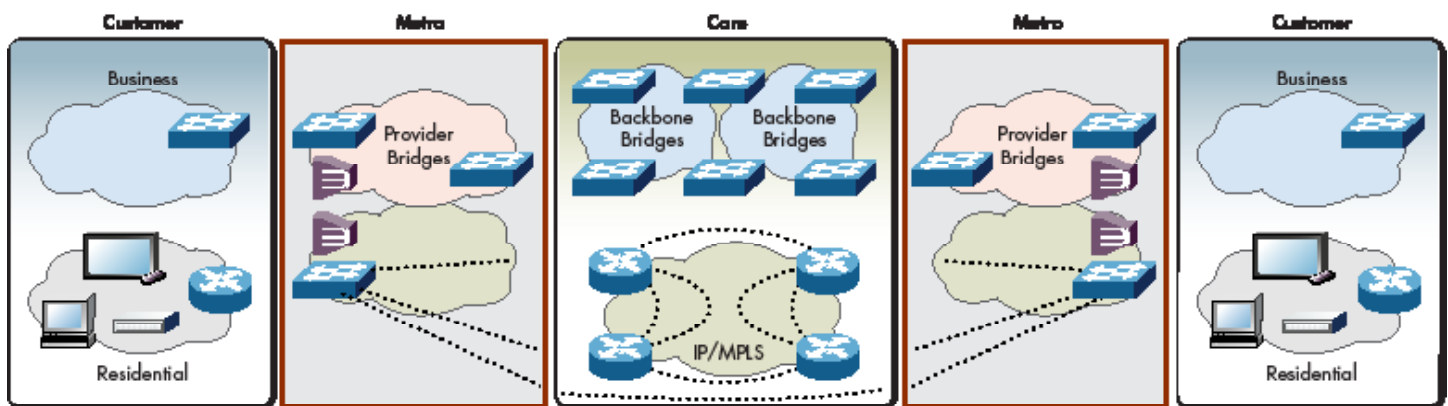 Customer
Metro
Core
Metro
Customer
Business
Provider
Bridges
Backbone
Bridges
Backbone
Bridges
Provider
Bridges
Business
Residential
IP/MPLS
Residential